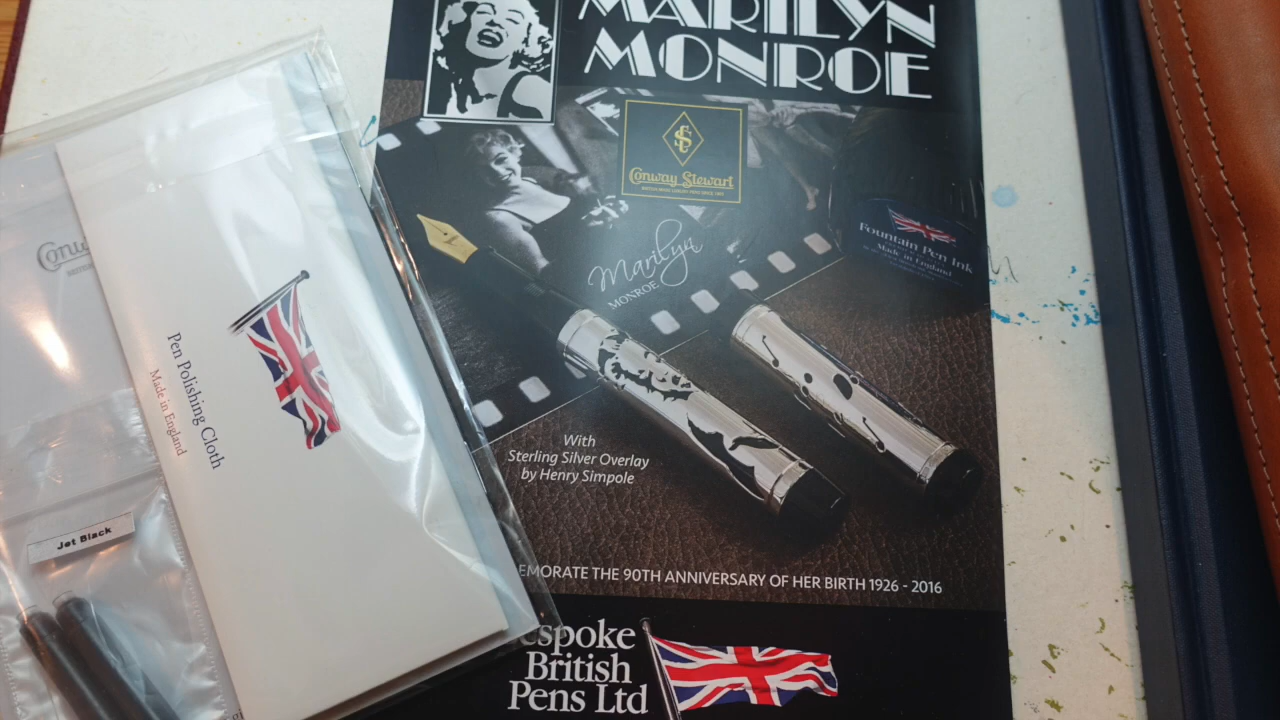 MARILYN
MONROE
Conway Stewart
Marilyn
MONROE
Fountain Pen Ink
Made in England
With
Sterling Silver Overlay
by Henry Simpole
EMORATE THE 90TH ANNIVERSARY OF HER BIRTH 1926 - 2016
espoke
British
Pens Ltd
Conw
Pen Polishing Cloth
Made in England
Jet Black